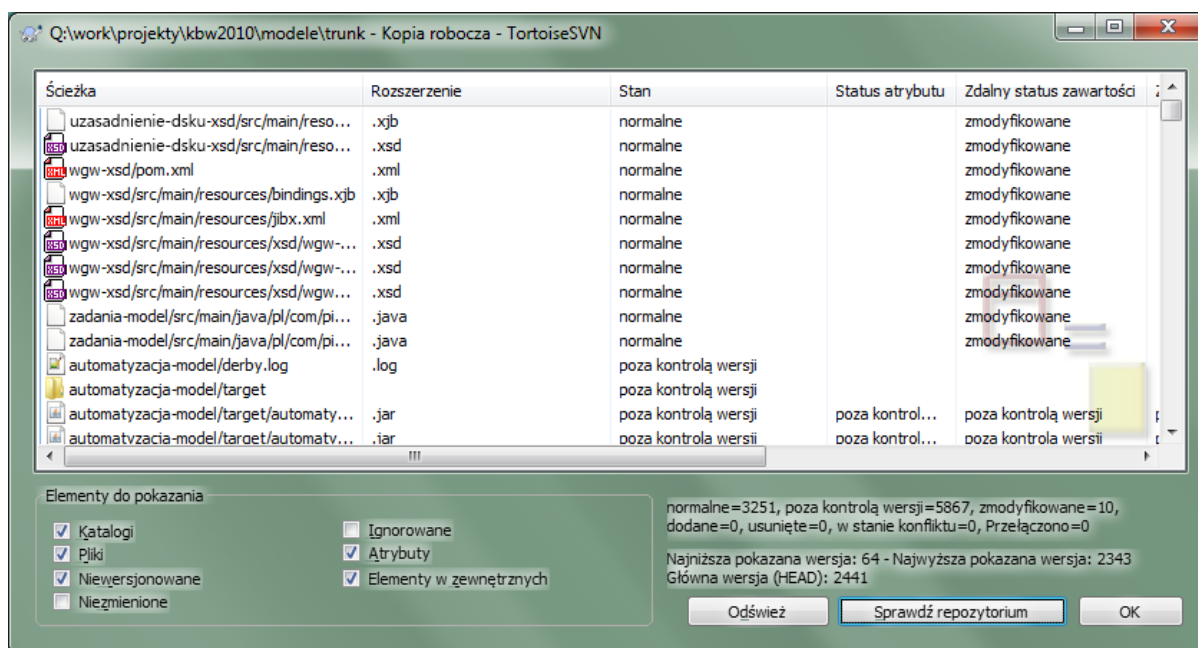 Q:\work\projekty\kbw2010\modele\trunk - Kopia robocza - TortoiseSVN
Ścieżka Rozszerzenie Stan Status atrybutu Zdalny status zawartości
uzasadnienie-dsku-xsd/src/main/reso... .xjb normalne zmodyfikowane
XSD uzasadnienie-dsku-xsd/src/main/reso... .xsd normalne zmodyfikowane
XML wgw-xsd/pom.xml .xml normalne zmodyfikowane
wgw-xsd/src/main/resources/bindings.xjb .xjb normalne zmodyfikowane
XML wgw-xsd/src/main/resources/jibx.xml .xml normalne zmodyfikowane
XSD wgw-xsd/src/main/resources/xsd/wgw-... .xsd normalne zmodyfikowane
XSD wgw-xsd/src/main/resources/xsd/wgw-... .xsd normalne zmodyfikowane
XSD wgw-xsd/src/main/resources/xsd/wgw... .xsd normalne zmodyfikowane
zadania-model/src/main/java/pl/com/pi... .java normalne zmodyfikowane
zadania-model/src/main/java/pl/com/pi... .java normalne zmodyfikowane
automatyzacja-model/derby.log .log poza kontrolą wersji
automatyzacja-model/target poza kontrolą wersji
automatyzacja-model/target/automaty... .jar poza kontrolą wersji poza kontrol... poza kontrolą wersji
automatyzacja-model/target/automaty... .jar poza kontrolą wersji poza kontrol... poza kontrolą wersji
Elementy do pokazania
Katalogi
Pliki
Niewersjonowane
Niezmienione
Ignorowane
Atrybuty
Elementy w zewnętrznych
normalne=3251, poza kontrolą wersji=5867, zmodyfikowane=10,
dodane=0, usunięte=0, w stanie konfliktu=0, Przełączono=0
Najniższa pokazana wersja: 64 - Najwyższa pokazana wersja: 2343
Główna wersja (HEAD): 2441
Odśwież Sprawdź repozytorium OK